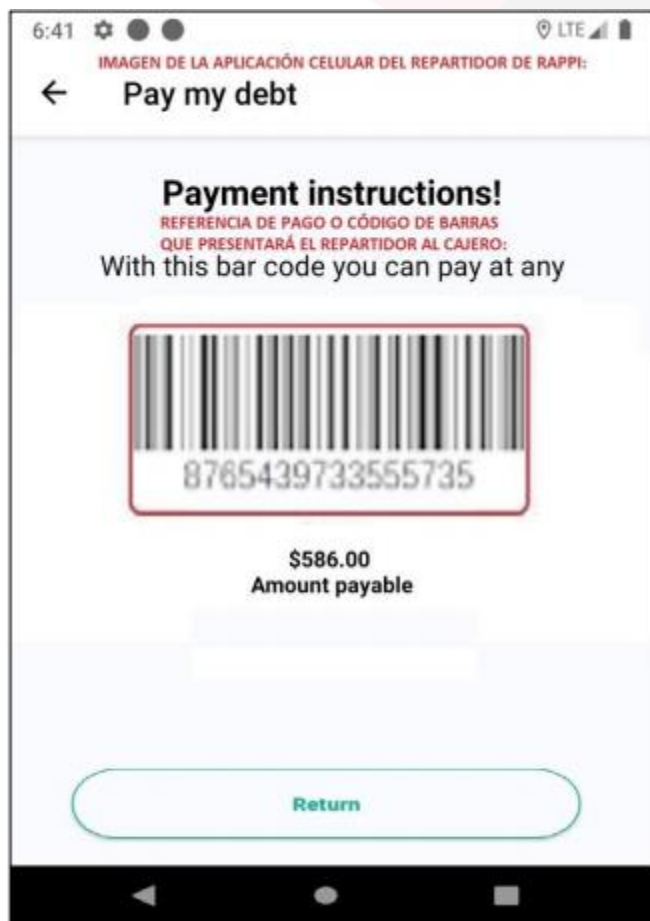 6:41 LTE
IMAGEN DE LA APLICACIÓN CELULAR DEL REPARTIDOR DE RAPPI:
Pay my debt
Payment instructions!
REFERENCIA DE PAGO O CÓDIGO DE BARRAS
QUE PRESENTARÁ EL REPARTIDOR AL CAJERO:
With this bar code you can pay at any
8765439733555735
$586.00
Amount payable
Return